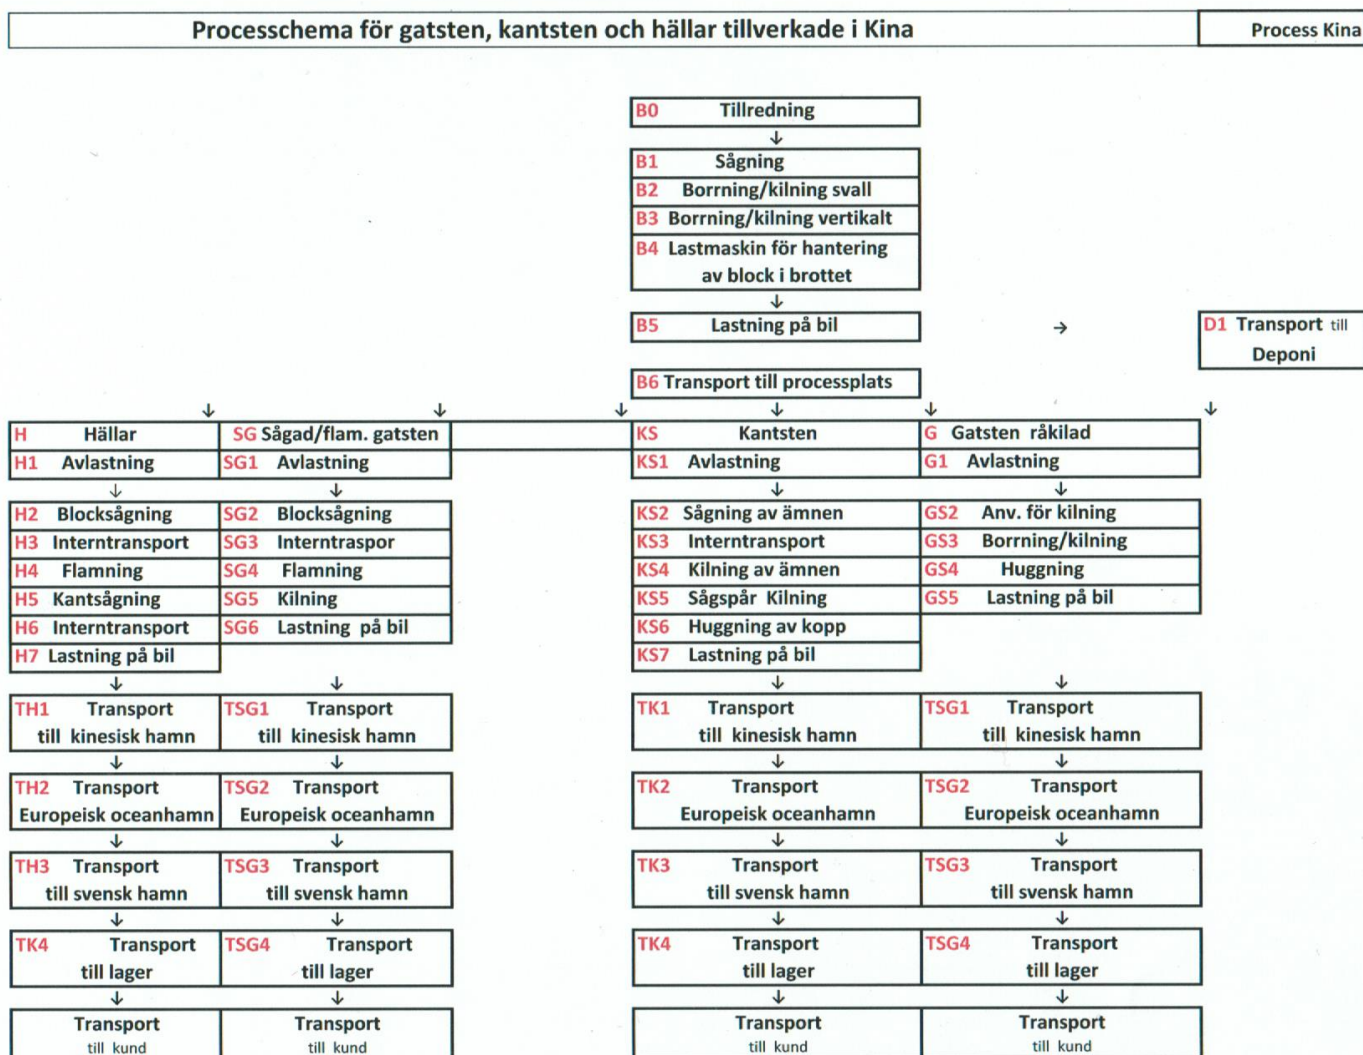 Processchema för gatsten, kantsten och hällar tillverkade i Kina
Process Kina
B0 Tillredning
B1 Sågning
B2 Borrning/kilning svall
B3 Borrning/kilning vertikalt
B4 Lastmaskin för hantering
av block i brottet
B5 Lastning på bil
D1 Transport till
Deponi
B6 Transport till processplats
H Hällar
H1 Avlastning
H2 Blocksågning
H3 Interntransport
H4 Flamning
H5 Kantsågning
H6 Interntransport
H7 Lastning på bil
TH1 Transport
till kinesisk hamn
TH2 Transport
Europeisk oceanhamn
TH3 Transport
till svensk hamn
TK4 Transport
till lager
Transport
till kund
SG Sågad/flam. gatsten
SG1 Avlastning
SG2 Blocksågning
SG3 Interntraspor
SG4 Flamning
SG5 Kilning
SG6 Lastning på bil
TSG1 Transport
till kinesisk hamn
TSG2 Transport
Europeisk oceanhamn
TSG3 Transport
till svensk hamn
TSG4 Transport
till lager
Transport
till kund
KS Kantsten
KS1 Avlastning
KS2 Sågning av ämnen
KS3 Interntransport
KS4 Kilning av ämnen
KS5 Sågspår Kilning
KS6 Huggning av kopp
KS7 Lastning på bil
TK1 Transport
till kinesisk hamn
TK2 Transport
Europeisk oceanhamn
TK3 Transport
till svensk hamn
TK4 Transport
till lager
Transport
till kund
G Gatsten råkilad
G1 Avlastning
GS2 Anv. för kilning
GS3 Borrning/kilning
GS4 Huggning
GS5 Lastning på bil
TSG1 Transport
till kinesisk hamn
TSG2 Transport
Europeisk oceanhamn
TSG3 Transport
till svensk hamn
TSG4 Transport
till lager
Transport
till kund